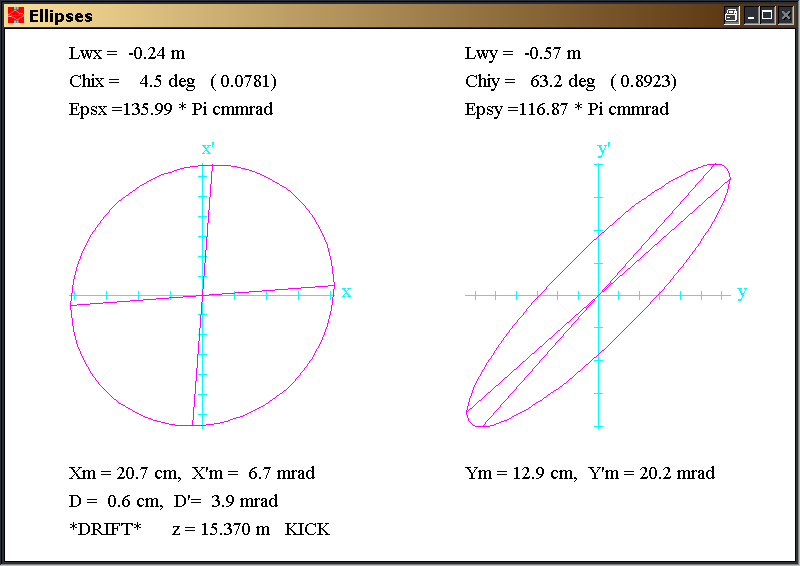 Ellipses
Lwx = -0.24 m
Chix = 4.5 deg ( 0.0781)
Epsx =135.99 * Pi cmmrad
Lwy = -0.57 m
Chiy = 63.2 deg ( 0.8923)
Epsy =116.87 * Pi cmmrad
x'
x
y'
y
Xm = 20.7 cm, X'm = 6.7 mrad
D = 0.6 cm, D'= 3.9 mrad
*DRIFT* z = 15.370 m KICK
Ym = 12.9 cm, Y'm = 20.2 mrad